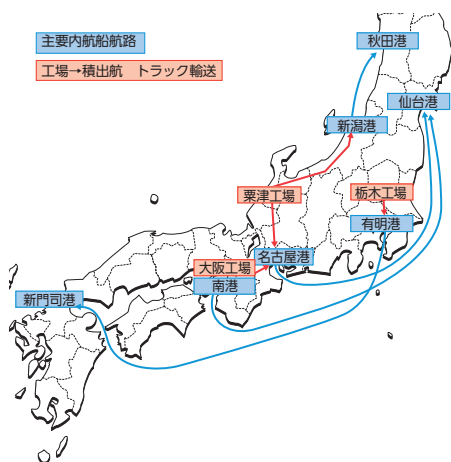 主要内航船航路
工場→積出航 トラック輸送
秋田港
仙台港
新潟港
粟津工場
栃木工場
有明港
名古屋港
大阪工場
南港
新門司港